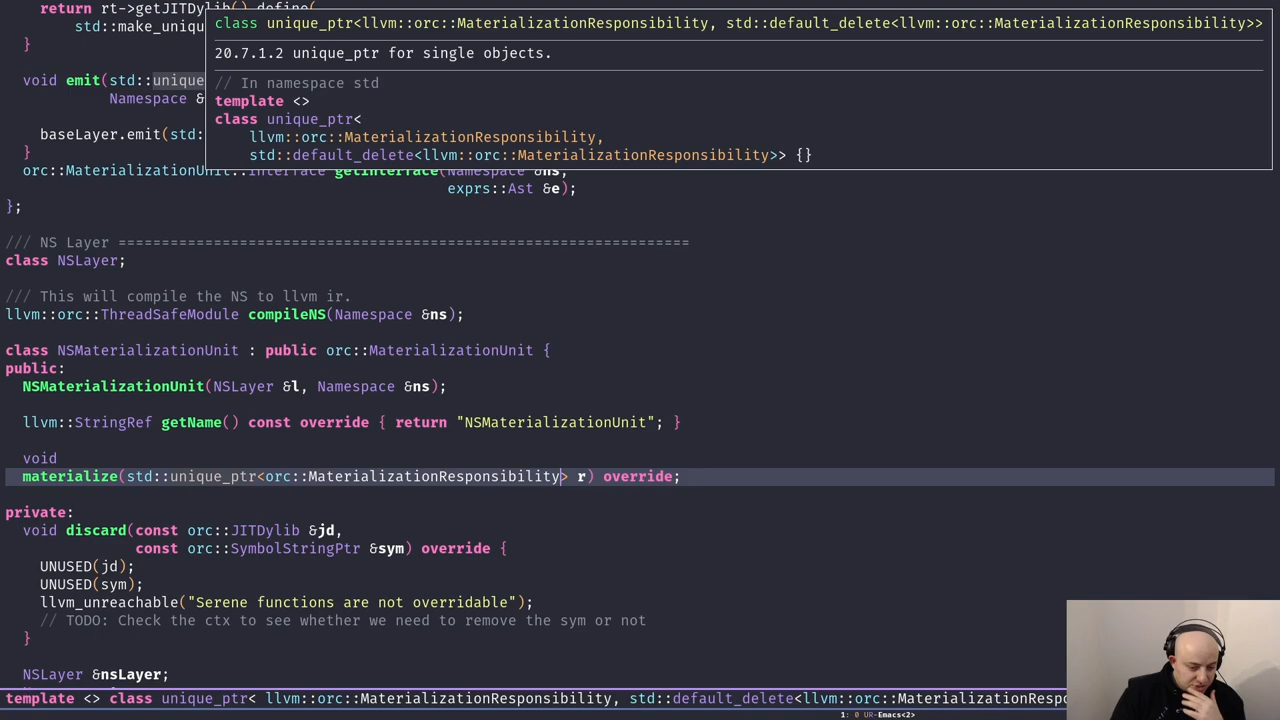 return rt->getJITDylib().define(
std::make_uniqu
}
class unique_ptr<llvm::orc::MaterializationResponsibility, std::default_delete<llvm::orc::MaterializationResponsibility>>
20.7.1.2 unique_ptr for single objects.
// In namespace std
template <>
class unique_ptr<
llvm::orc::MaterializationResponsibility,
std::default_delete<llvm::orc::MaterializationResponsibility>> {}
void emit(std::unique
Namespace &
baseLayer.emit(std:
}
orc::MaterializationUnit::Interface getInterface(Namespace &ns,
exprs::Ast &e);
};
/// NS Layer ==================================================================
class NSLayer;
/// This will compile the NS to llvm ir.
llvm::orc::ThreadSafeModule compileNS(Namespace &ns);
class NSMaterializationUnit : public orc::MaterializationUnit {
public:
NSMaterializationUnit(NSLayer &l, Namespace &ns);
llvm::StringRef getName() const override { return "NSMaterializationUnit"; }
void
materialize(std::unique_ptr<orc::MaterializationResponsibility> r) override;
private:
void discard(const orc::JITDylib &jd,
const orc::SymbolStringPtr &sym) override {
UNUSED(jd);
UNUSED(sym);
llvm_unreachable("Serene functions are not overridable");
// TODO: Check the ctx to see whether we need to remove the sym or not
}
NSLayer &nsLayer;
template <> class unique_ptr< llvm::orc::MaterializationResponsibility, std::default_delete<llvm::orc::MaterializationRespo
1: 0 UR-Emacs<2>